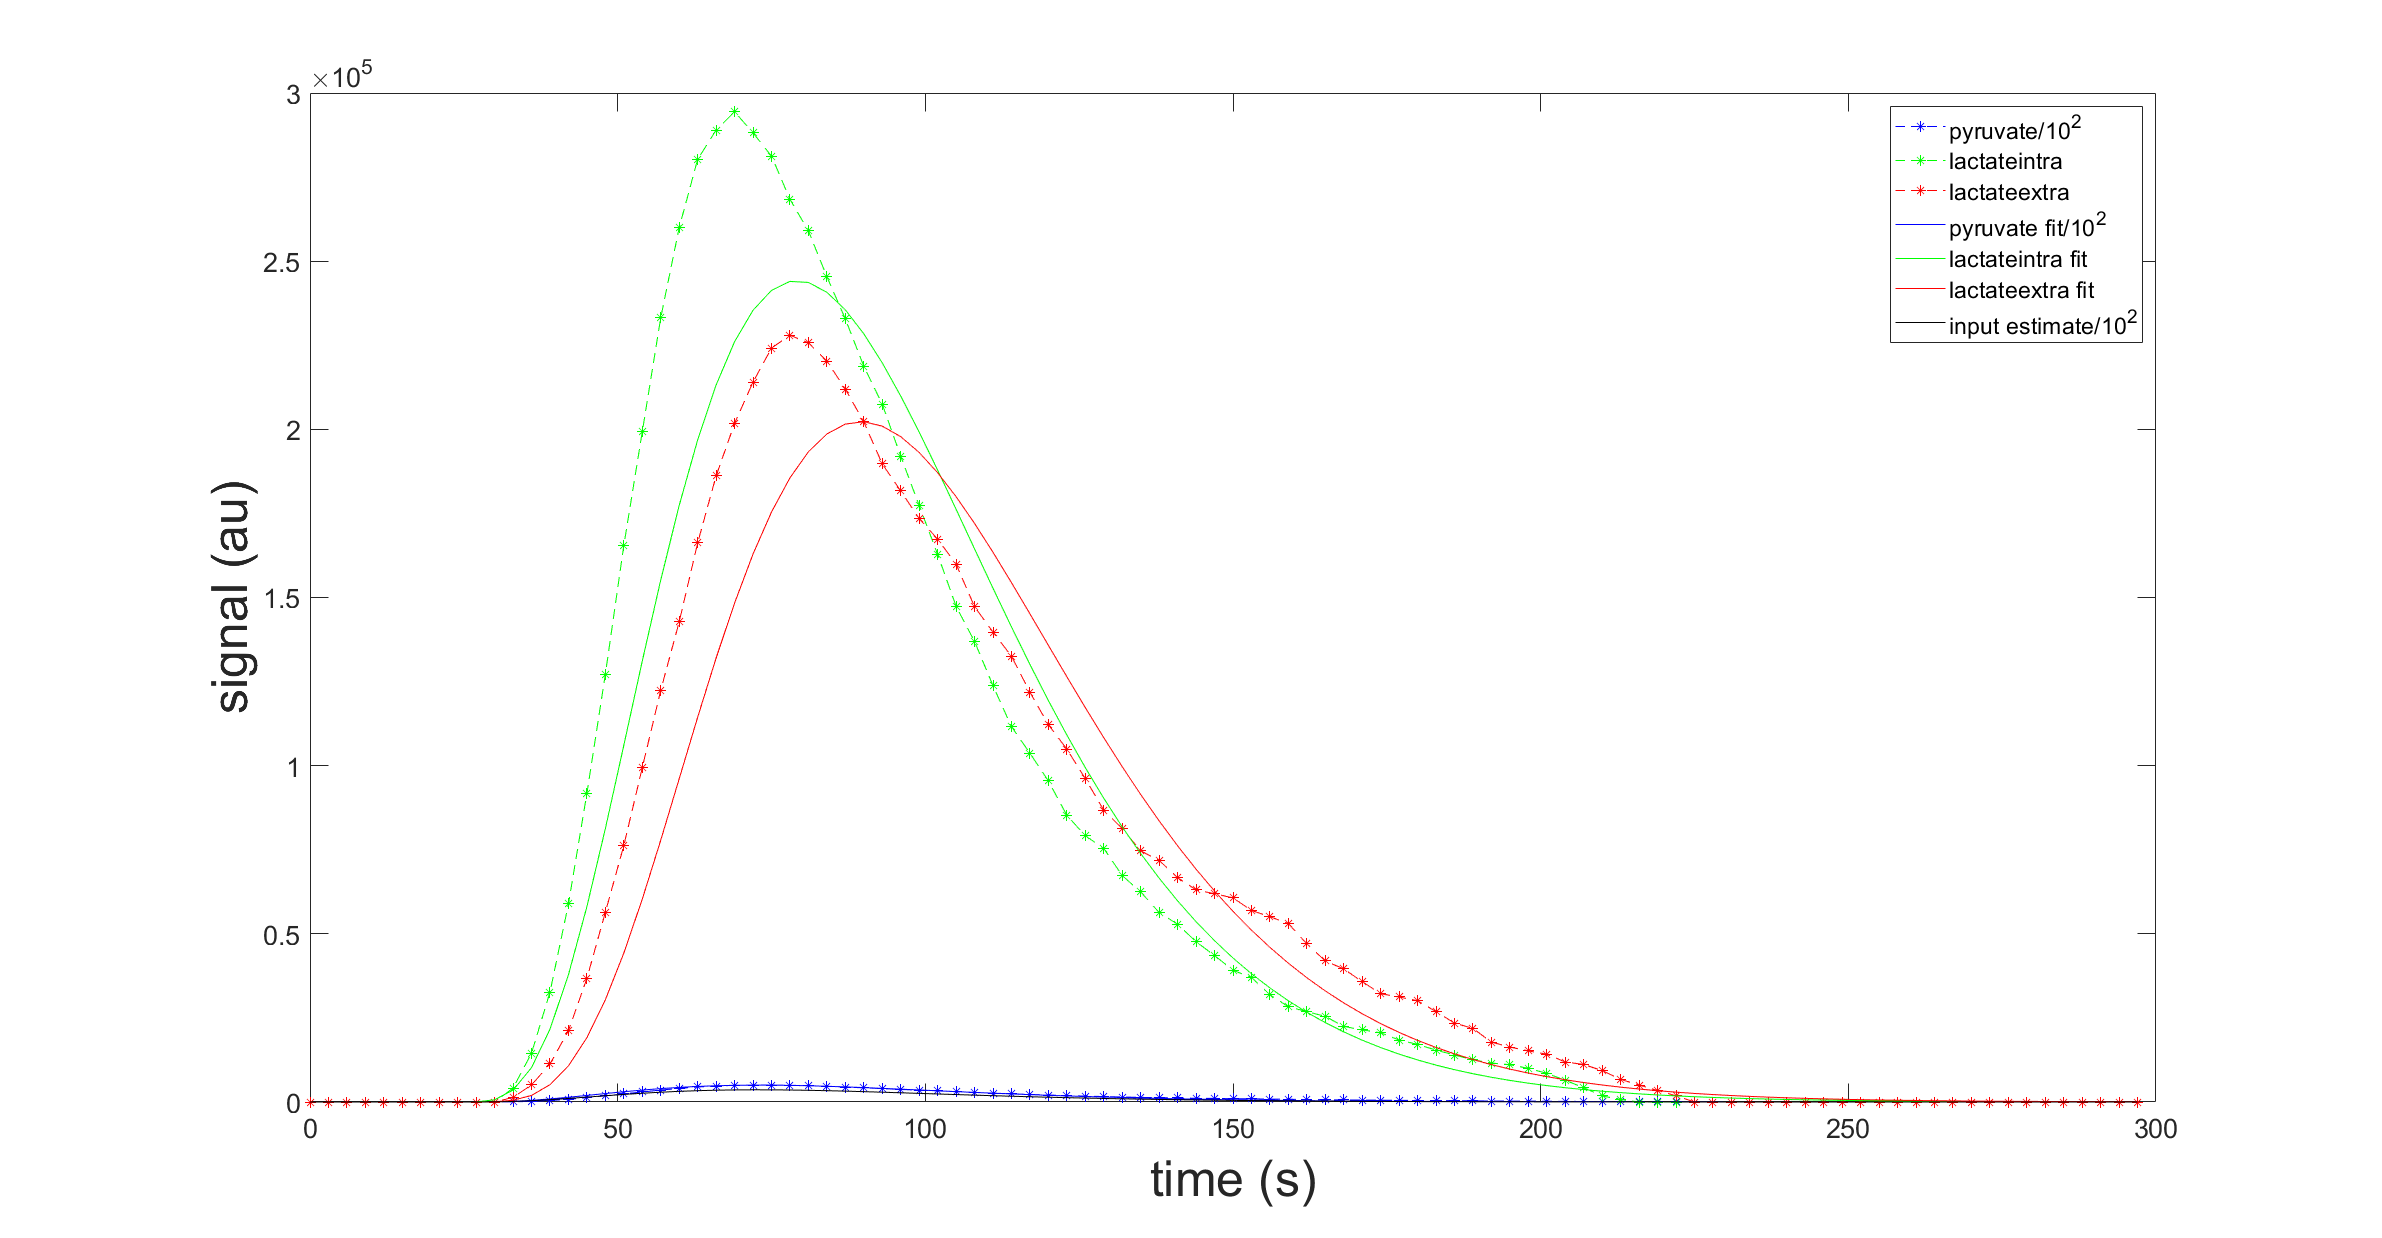 ×10^5
3
2.5
2
1.5
1
0.5
0
0 50 100 150 200 250 300
signal (au)
time (s)
pyruvate/10^2
lactateintra
lactateextra
pyruvate fit/10^2
lactateintra fit
lactateextra fit
input estimate/10^2